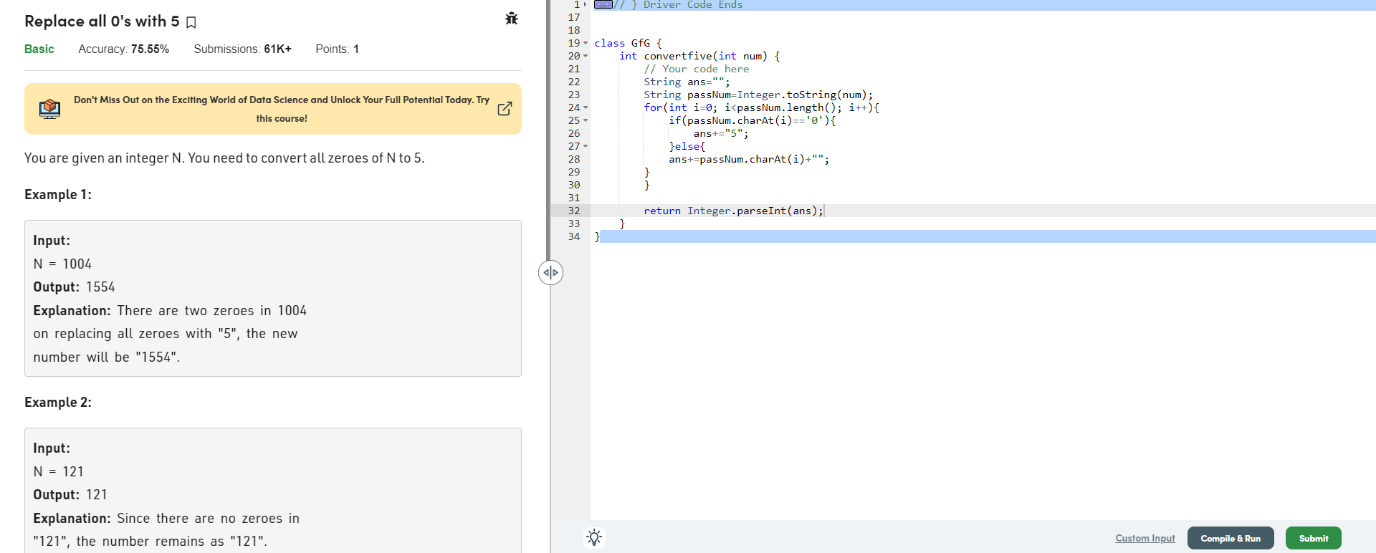 Replace all 0's with 5
Basic Accuracy: 75.55% Submissions: 61K+ Points: 1
Don't Miss Out on the Exciting World of Data Science and Unlock Your Full Potential Today. Try
this course!
You are given an integer N. You need to convert all zeroes of N to 5.
Example 1:
Input:
N = 1004
Output: 1554
Explanation: There are two zeroes in 1004
on replacing all zeroes with "5", the new
number will be "1554".
Example 2:
Input:
N = 121
Output: 121
Explanation: Since there are no zeroes in
"121", the number remains as "121".
1 // } Driver Code Ends
17
18
19 class GfG {
20 int convertfive(int num) {
21 // Your code here
22 String ans="";
23 String passNum=Integer.toString(num);
24 for(int i=0; i<passNum.length(); i++){
25 if(passNum.charAt(i)=='0'){
26 ans+="5";
27 }else{
28 ans+=passNum.charAt(i)+"";
29 }
30 }
31
32 return Integer.parseInt(ans);
33 }
34 }
Custom Input Compile & Run Submit